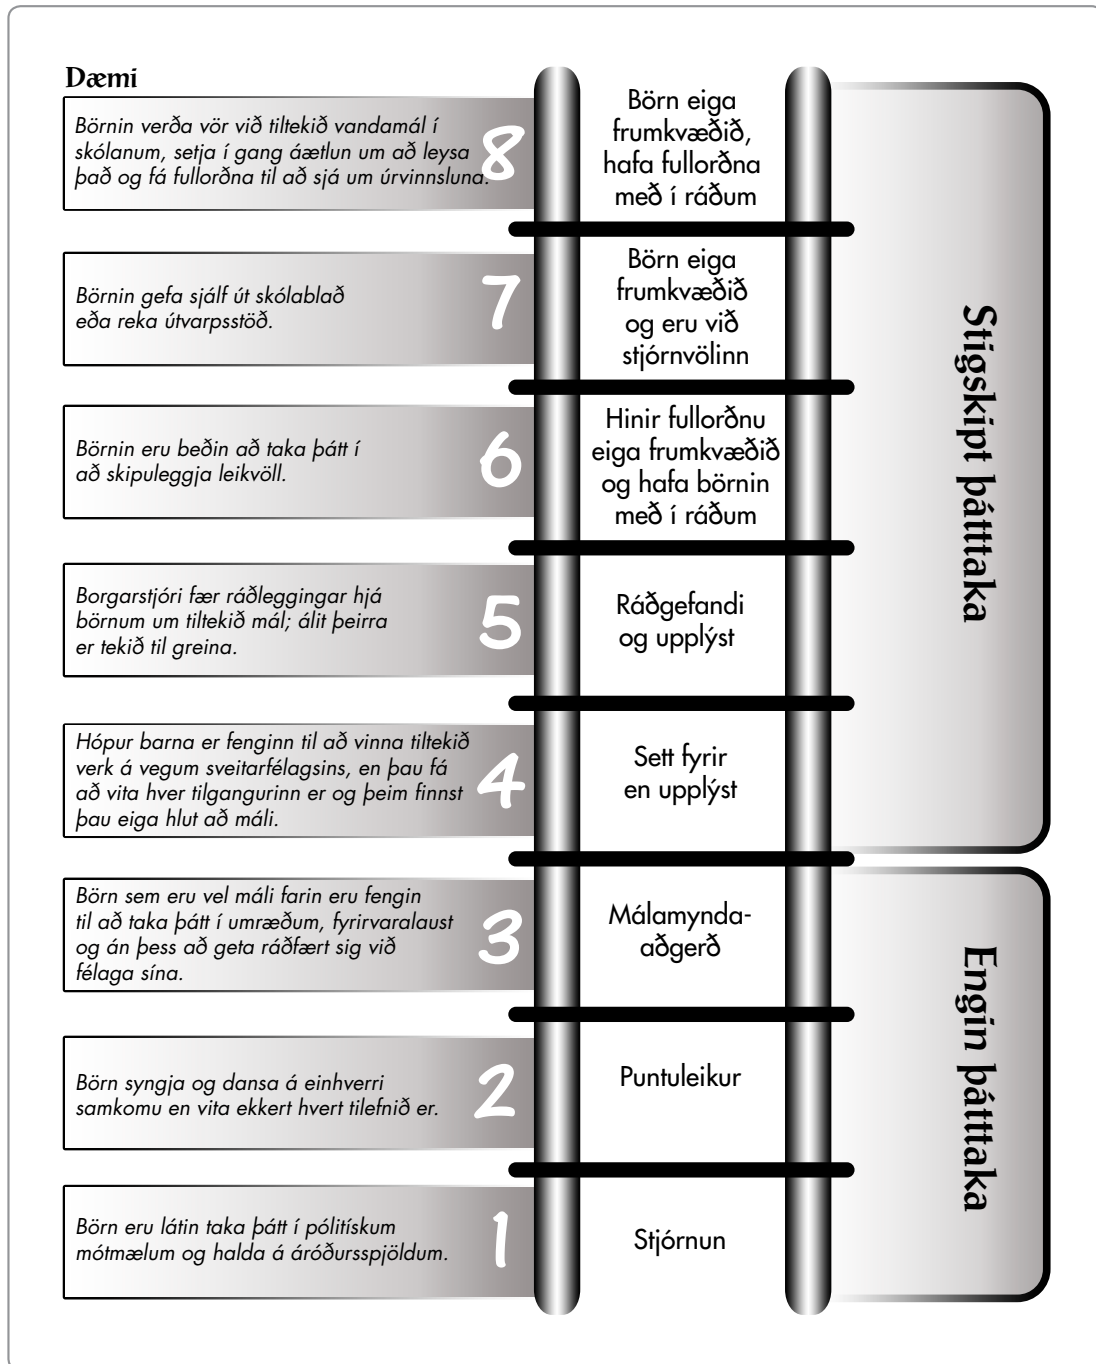 Dæmi
Börnin verða vör við tiltekið vandamál í
skólanum, setja í gang áætlun um að leysa
það og fá fullorðna til að sjá um úrvinnsluna.
8
Börn eiga
frumkvæðið,
hafa fullorðna
með í ráðum
Börnin gefa sjálf út skólablað
eða reka útvarpsstöð.
7
Börn eiga
frumkvæðið
og eru við
stjórnvölinn
Börnin eru beðin að taka þátt í
að skipuleggja leikvöll.
6
Hinir fullorðnu
eiga frumkvæðið
og hafa börnin
með í ráðum
Borgarstjóri fær ráðleggingar hjá
börnum um tiltekið mál; álit þeirra
er tekið til greina.
5
Ráðgefandi
og upplýst
Hópur barna er fenginn til að vinna tiltekið
verk á vegum sveitarfélagsins, en þau fá
að vita hver tilgangurinn er og þeim finnst
þau eiga hlut að máli.
4
Sett fyrir
en upplýst
Stigskipt þátttaka
Börn sem eru vel máli farin eru fengin
til að taka þátt í umræðum, fyrirvaralaust
og án þess að geta ráðfært sig við
félaga sína.
3
Málamynda-
aðgerð
Börn syngja og dansa á einhverri
samkomu en vita ekkert hvert tilefnið er.
2
Puntuleikur
Börn eru látin taka þátt í pólitískum
mótmælum og halda á áróðursspjöldum.
1
Stjórnun
Engin þátttaka